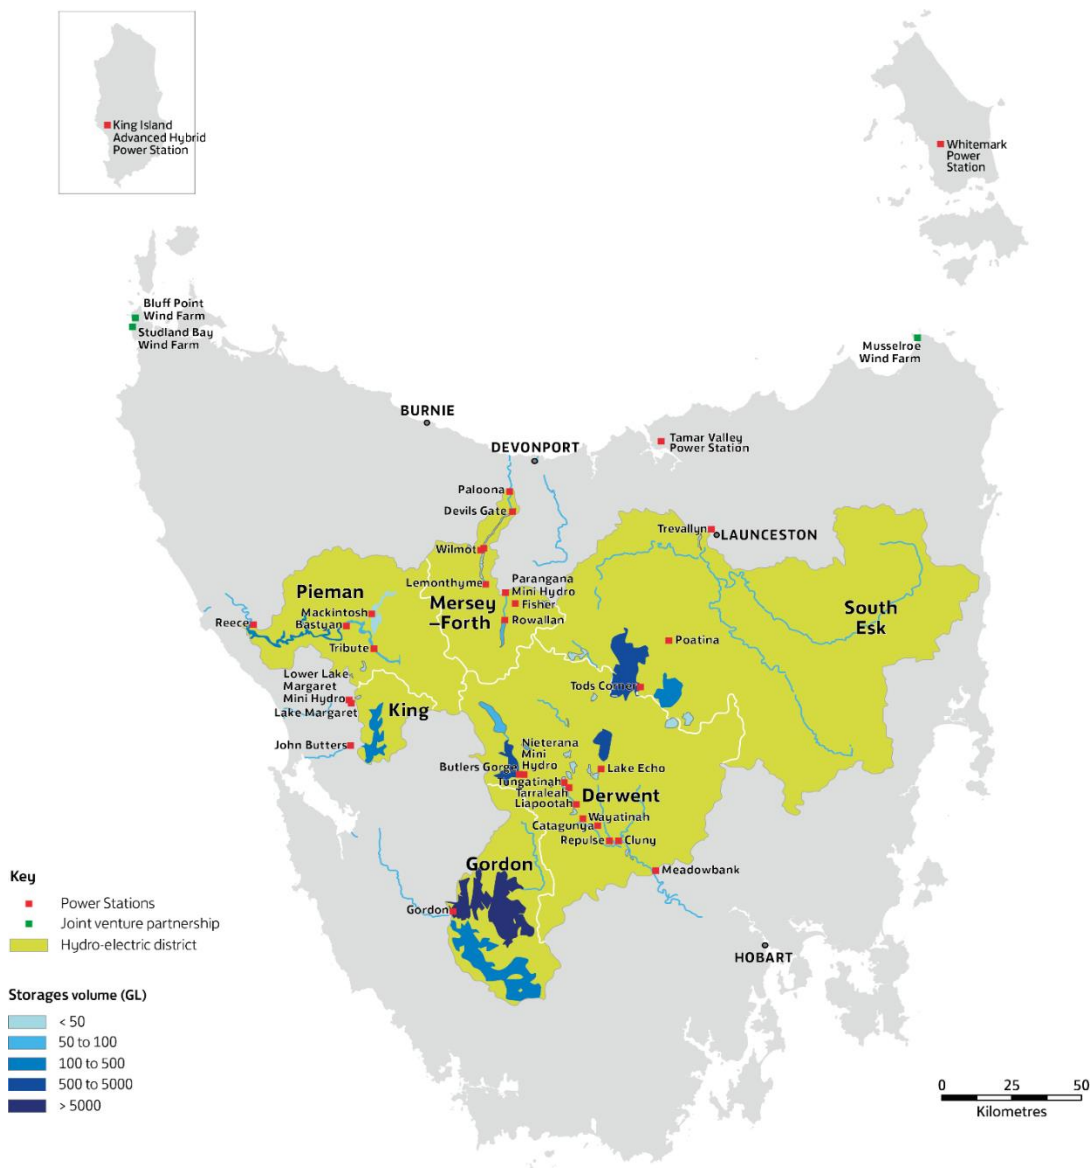 King Island
Advanced Hybrid
Power Station
Whitemark
Power
Station
Bluff Point
Wind Farm
Studland Bay
Wind Farm
Musselroe
Wind Farm
BURNIE
DEVONPORT
Tamar Valley
Power Station
Paloona
Devils Gate
Trevallyn
LAUNCESTON
Wilmot
Lemonthyme
Parangana
Mini Hydro
Fisher
Rowallan
Pieman
Mersey
–Forth
South
Esk
Mackintosh
Reece
Bastyan
Tribute
Poatina
Lower Lake
Margaret
Mini Hydro
Lake Margaret
Tods Corner
King
John Butters
Nieterana
Mini
Hydro
Butlers Gorge
Lake Echo
Tungatinah
Tarraleah
Liapootah
Derwent
Wayatinah
Catagunya
Repulse
Cluny
Gordon
Meadowbank
Gordon
HOBART
Key
Power Stations
Joint venture partnership
Hydro-electric district
Storages volume (GL)
< 50
50 to 100
100 to 500
500 to 5000
> 5000
0 25 50
Kilometres